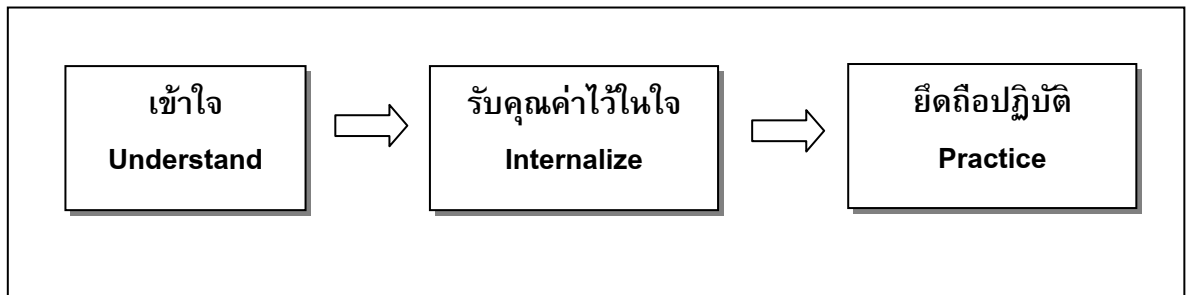 เข้าใจ
Understand
รับคุณค่าไว้ในใจ
Internalize
ยึดถือปฏิบัติ
Practice